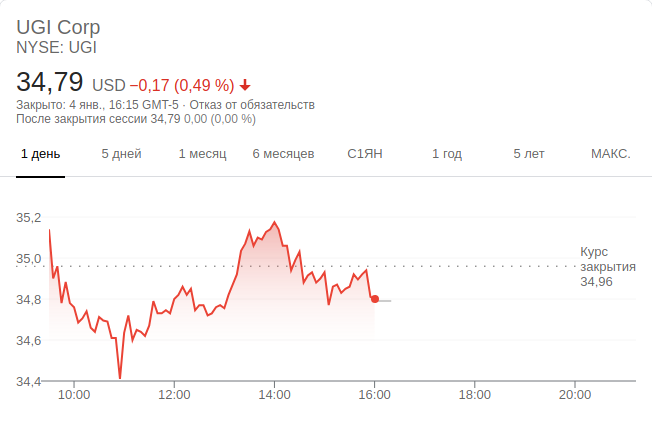 UGI Corp
NYSE: UGI
34,79 USD −0,17 (0,49 %)
Закрыто: 4 янв., 16:15 GMT-5 · Отказ от обязательств
После закрытия сессии 34,79 0,00 (0,00 %)
1 день 5 дней 1 месяц 6 месяцев С1ЯН 1 год 5 лет МАКС.
35,2
35,0
34,8
34,6
34,4
Курс
закрытия
34,96
10:00 12:00 14:00 16:00 18:00 20:00